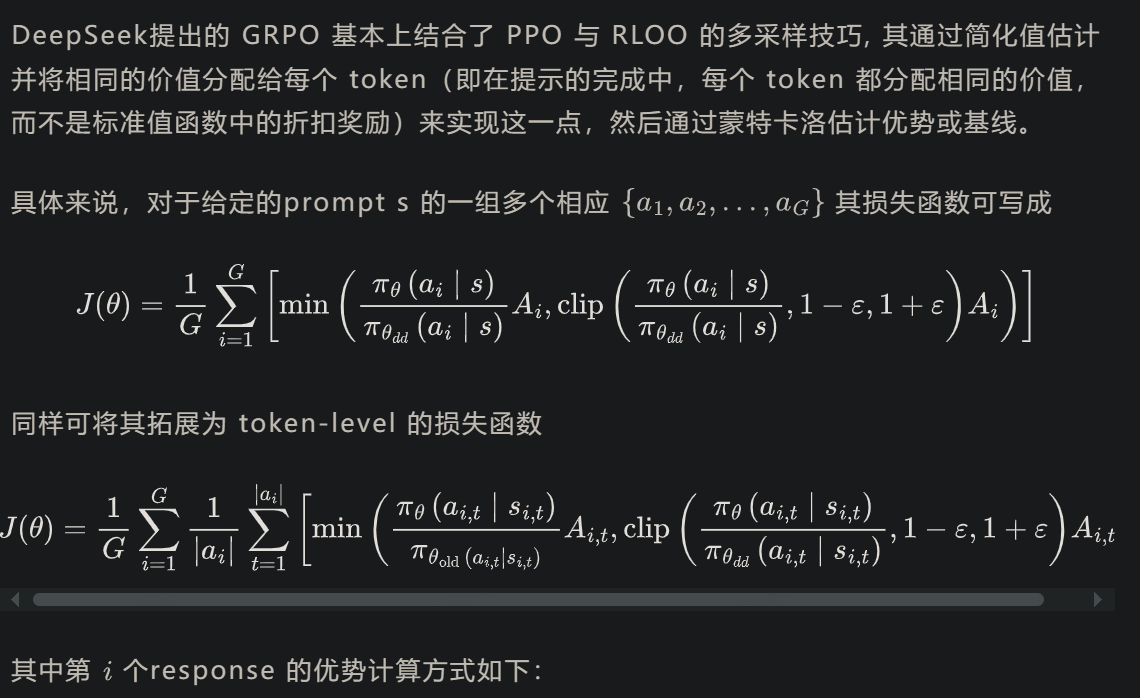 DeepSeek提出的 GRPO 基本上结合了 PPO 与 RLOO 的多采样技巧, 其通过简化值估计
并将相同的价值分配给每个 token（即在提示的完成中，每个 token 都分配相同的价值，
而不是标准值函数中的折扣奖励）来实现这一点，然后通过蒙特卡洛估计优势或基线。
具体来说，对于给定的prompt s 的一组多个相应 $\{a_1, a_2, \ldots, a_G\}$ 其损失函数可写成
$J(\theta) = \frac{1}{G} \sum_{i=1}^{G} \left[ \min \left( \frac{\pi_\theta (a_i \mid s)}{\pi_{\theta_{dd}} (a_i \mid s)} A_i, \text{clip} \left( \frac{\pi_\theta (a_i \mid s)}{\pi_{\theta_{dd}} (a_i \mid s)}, 1 - \varepsilon, 1 + \varepsilon \right) A_i \right) \right]$
同样可将其拓展为 token-level 的损失函数
$J(\theta) = \frac{1}{G} \sum_{i=1}^{G} \frac{1}{|a_i|} \sum_{t=1}^{|a_i|} \left[ \min \left( \frac{\pi_\theta (a_{i,t} \mid s_{i,t})}{\pi_{\theta_{\text{old}} (a_{i,t} | s_{i,t})}} A_{i,t}, \text{clip} \left( \frac{\pi_\theta (a_{i,t} \mid s_{i,t})}{\pi_{\theta_{dd}} (a_{i,t} \mid s_{i,t})}, 1 - \varepsilon, 1 + \varepsilon \right) A_{i,t}$
其中第 $i$ 个response 的优势计算方式如下：